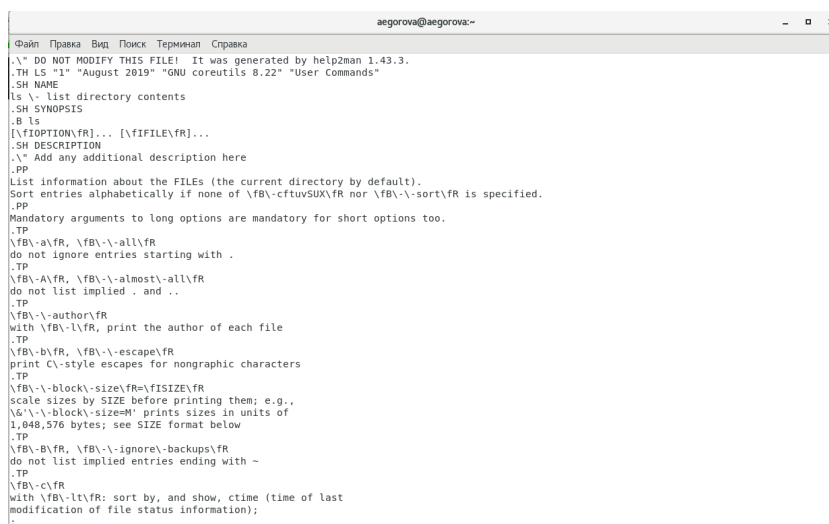 aegorova@aegorova:~
Файл Правка Вид Поиск Терминал Справка
.\" DO NOT MODIFY THIS FILE!  It was generated by help2man 1.43.3.
.TH LS "1" "August 2019" "GNU coreutils 8.22" "User Commands"
.SH NAME
ls \- list directory contents
.SH SYNOPSIS
.B ls
[\fIOPTION\fR]... [\fIFILE\fR]...
.SH DESCRIPTION
.\" Add any additional description here
.PP
List information about the FILEs (the current directory by default).
Sort entries alphabetically if none of \fB\-cftuvSUX\fR nor \fB\-\-sort\fR is specified.
.PP
Mandatory arguments to long options are mandatory for short options too.
.TP
\fB\-a\fR, \fB\-\-all\fR
do not ignore entries starting with .
.TP
\fB\-A\fR, \fB\-\-almost\-all\fR
do not list implied . and ..
.TP
\fB\-\-author\fR
with \fB\-l\fR, print the author of each file
.TP
\fB\-b\fR, \fB\-\-escape\fR
print C\-style escapes for nongraphic characters
.TP
\fB\-\-block\-size\fR=\fISIZE\fR
scale sizes by SIZE before printing them; e.g.,
\&'\-\-block\-size=M' prints sizes in units of
1,048,576 bytes; see SIZE format below
.TP
\fB\-B\fR, \fB\-\-ignore\-backups\fR
do not list implied entries ending with ~
.TP
\fB\-c\fR
with \fB\-lt\fR: sort by, and show, ctime (time of last
modification of file status information);
: